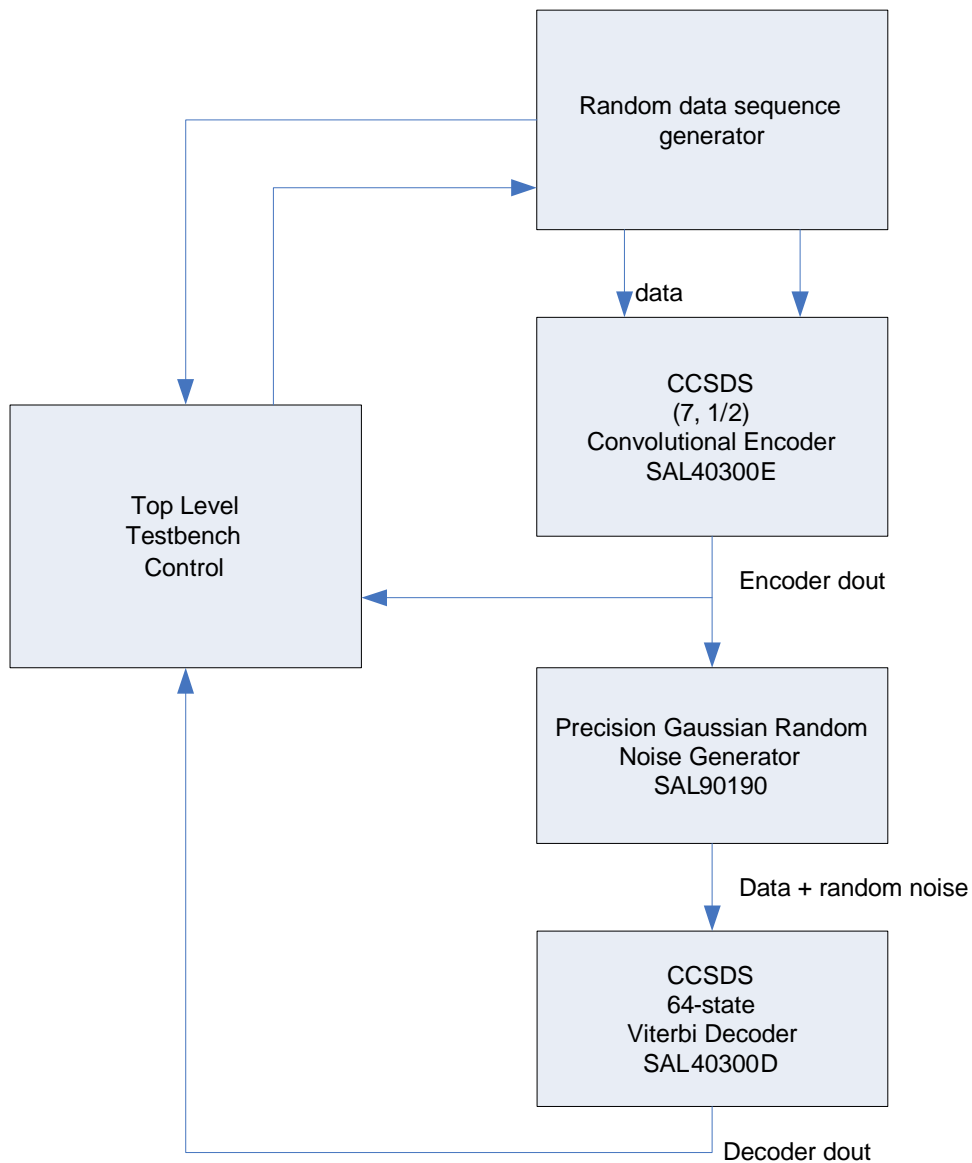 Random data sequence
generator
data
CCSDS
(7, 1/2)
Convolutional Encoder
SAL40300E
Top Level
Testbench
Control
Encoder dout
Precision Gaussian Random
Noise Generator
SAL90190
Data + random noise
CCSDS
64-state
Viterbi Decoder
SAL40300D
Decoder dout